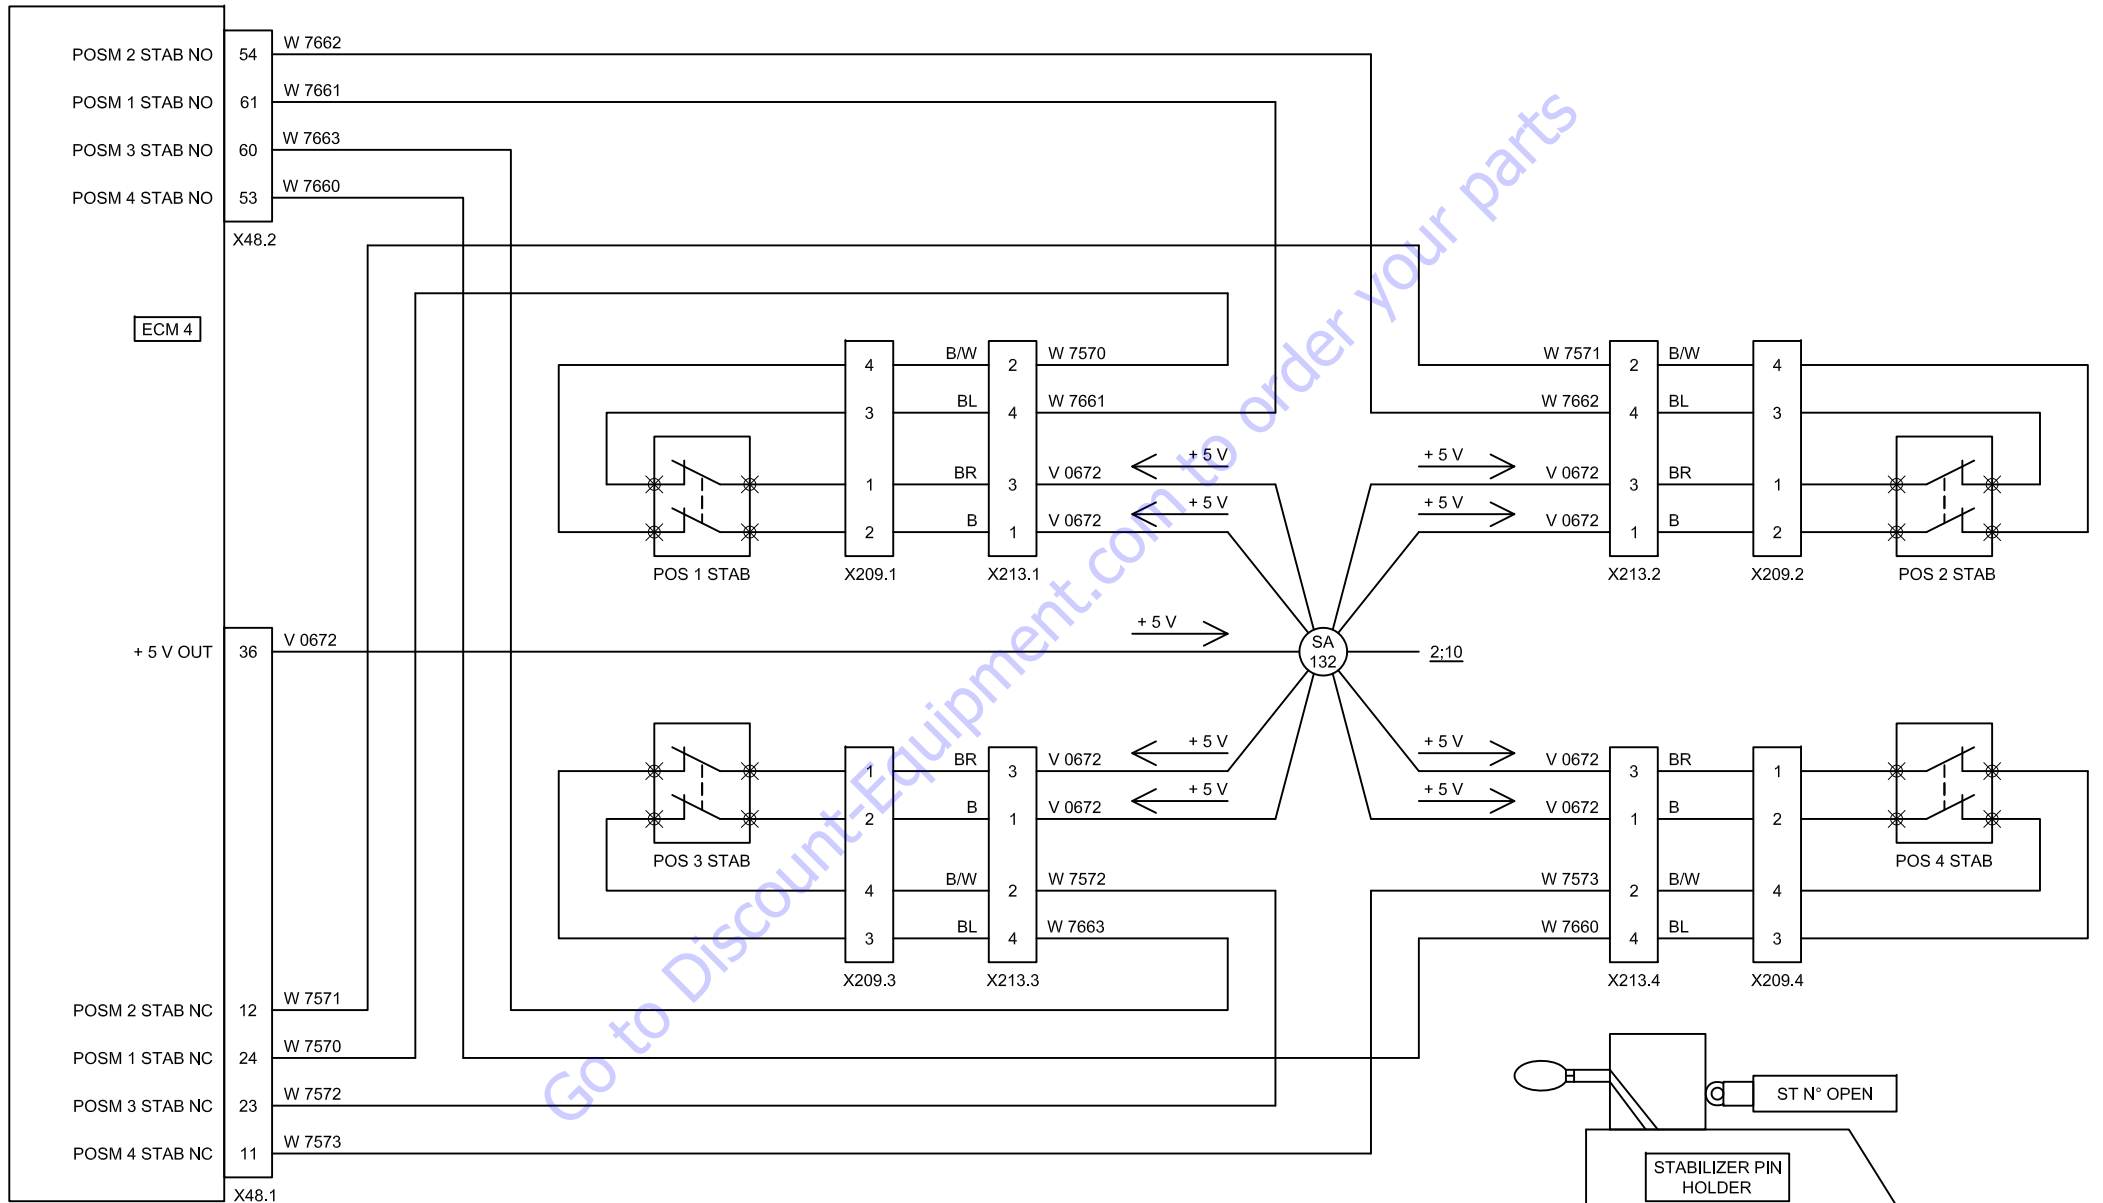 POSM 2 STAB NO 54 W 7662
POSM 1 STAB NO 61 W 7661
POSM 3 STAB NO 60 W 7663
POSM 4 STAB NO 53 W 7660
X48.2
ECM 4
4 B/W 2 W 7570
3 BL 4 W 7661
+ 5 V
1 BR 3 V 0672
+ 5 V
2 B 1 V 0672
POS 1 STAB X209.1 X213.1
W 7571 2 B/W 4
W 7662 4 BL 3
+ 5 V
V 0672 3 BR 1
+ 5 V
V 0672 1 B 2
X213.2 X209.2 POS 2 STAB
+ 5 V OUT 36 V 0672
+ 5 V
SA
132
2;10
+ 5 V
1 BR 3 V 0672
+ 5 V
2 B 1 V 0672
POS 3 STAB
4 B/W 2 W 7572
3 BL 4 W 7663
X209.3 X213.3
+ 5 V
V 0672 3 BR 1
+ 5 V
V 0672 1 B 2
POS 4 STAB
W 7573 2 B/W 4
W 7660 4 BL 3
X213.4 X209.4
POSM 2 STAB NC 12 W 7571
POSM 1 STAB NC 24 W 7570
POSM 3 STAB NC 23 W 7572
POSM 4 STAB NC 11 W 7573
X48.1
ST N° OPEN
STABILIZER PIN
HOLDER
Go to Discount-Equipment.com to order your parts